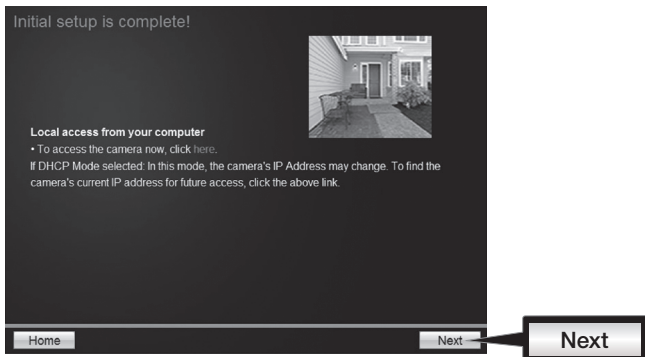 Initial setup is complete!
Local access from your computer
• To access the camera now, click here.
If DHCP Mode selected: In this mode, the camera's IP Address may change. To find the
camera's current IP address for future access, click the above link.
Home
Next
Next